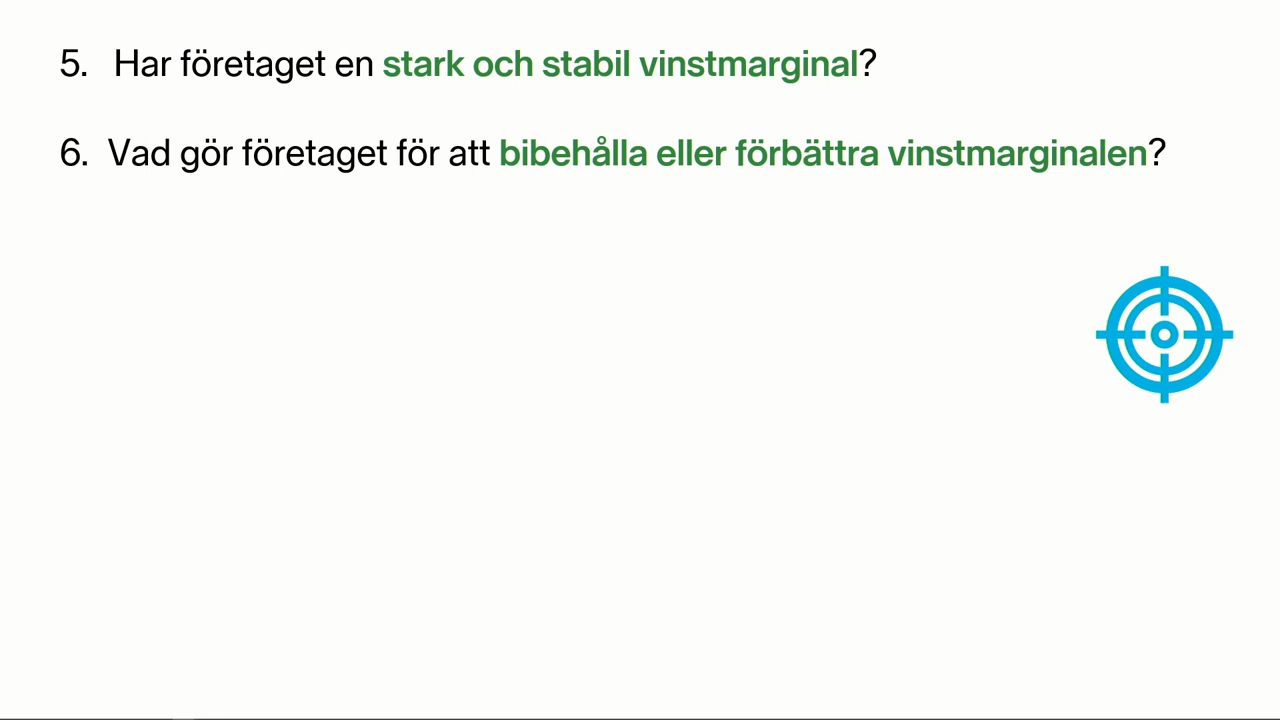 5. Har företaget en stark och stabil vinstmarginal?
6. Vad gör företaget för att bibehålla eller förbättra vinstmarginalen?